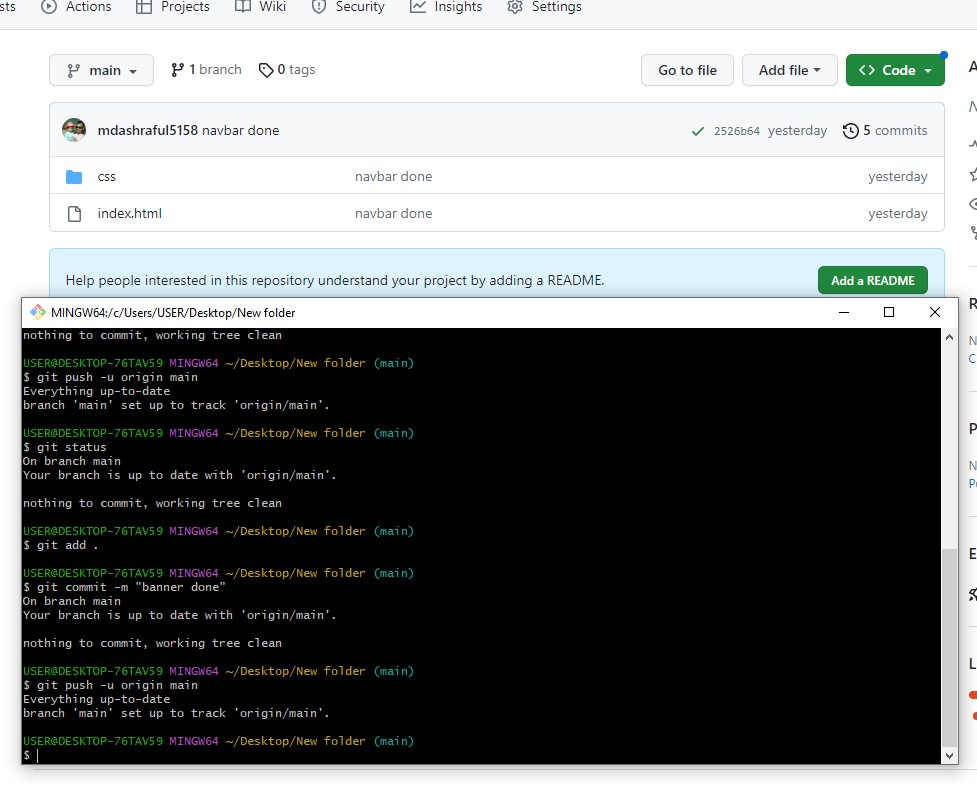 sts Actions Projects Wiki Security Insights Settings
main 1 branch 0 tags Go to file Add file Code
mdashraful5158 navbar done 2526b64 yesterday 5 commits
css navbar done yesterday
index.html navbar done yesterday
Help people interested in this repository understand your project by adding a README. Add a README
MINGW64:/c/Users/USER/Desktop/New folder
nothing to commit, working tree clean
USER@DESKTOP-76TAV59 MINGW64 ~/Desktop/New folder (main)
$ git push -u origin main
Everything up-to-date
branch 'main' set up to track 'origin/main'.
USER@DESKTOP-76TAV59 MINGW64 ~/Desktop/New folder (main)
$ git status
On branch main
Your branch is up to date with 'origin/main'.
nothing to commit, working tree clean
USER@DESKTOP-76TAV59 MINGW64 ~/Desktop/New folder (main)
$ git add .
USER@DESKTOP-76TAV59 MINGW64 ~/Desktop/New folder (main)
$ git commit -m "banner done"
On branch main
Your branch is up to date with 'origin/main'.
nothing to commit, working tree clean
USER@DESKTOP-76TAV59 MINGW64 ~/Desktop/New folder (main)
$ git push -u origin main
Everything up-to-date
branch 'main' set up to track 'origin/main'.
USER@DESKTOP-76TAV59 MINGW64 ~/Desktop/New folder (main)
$